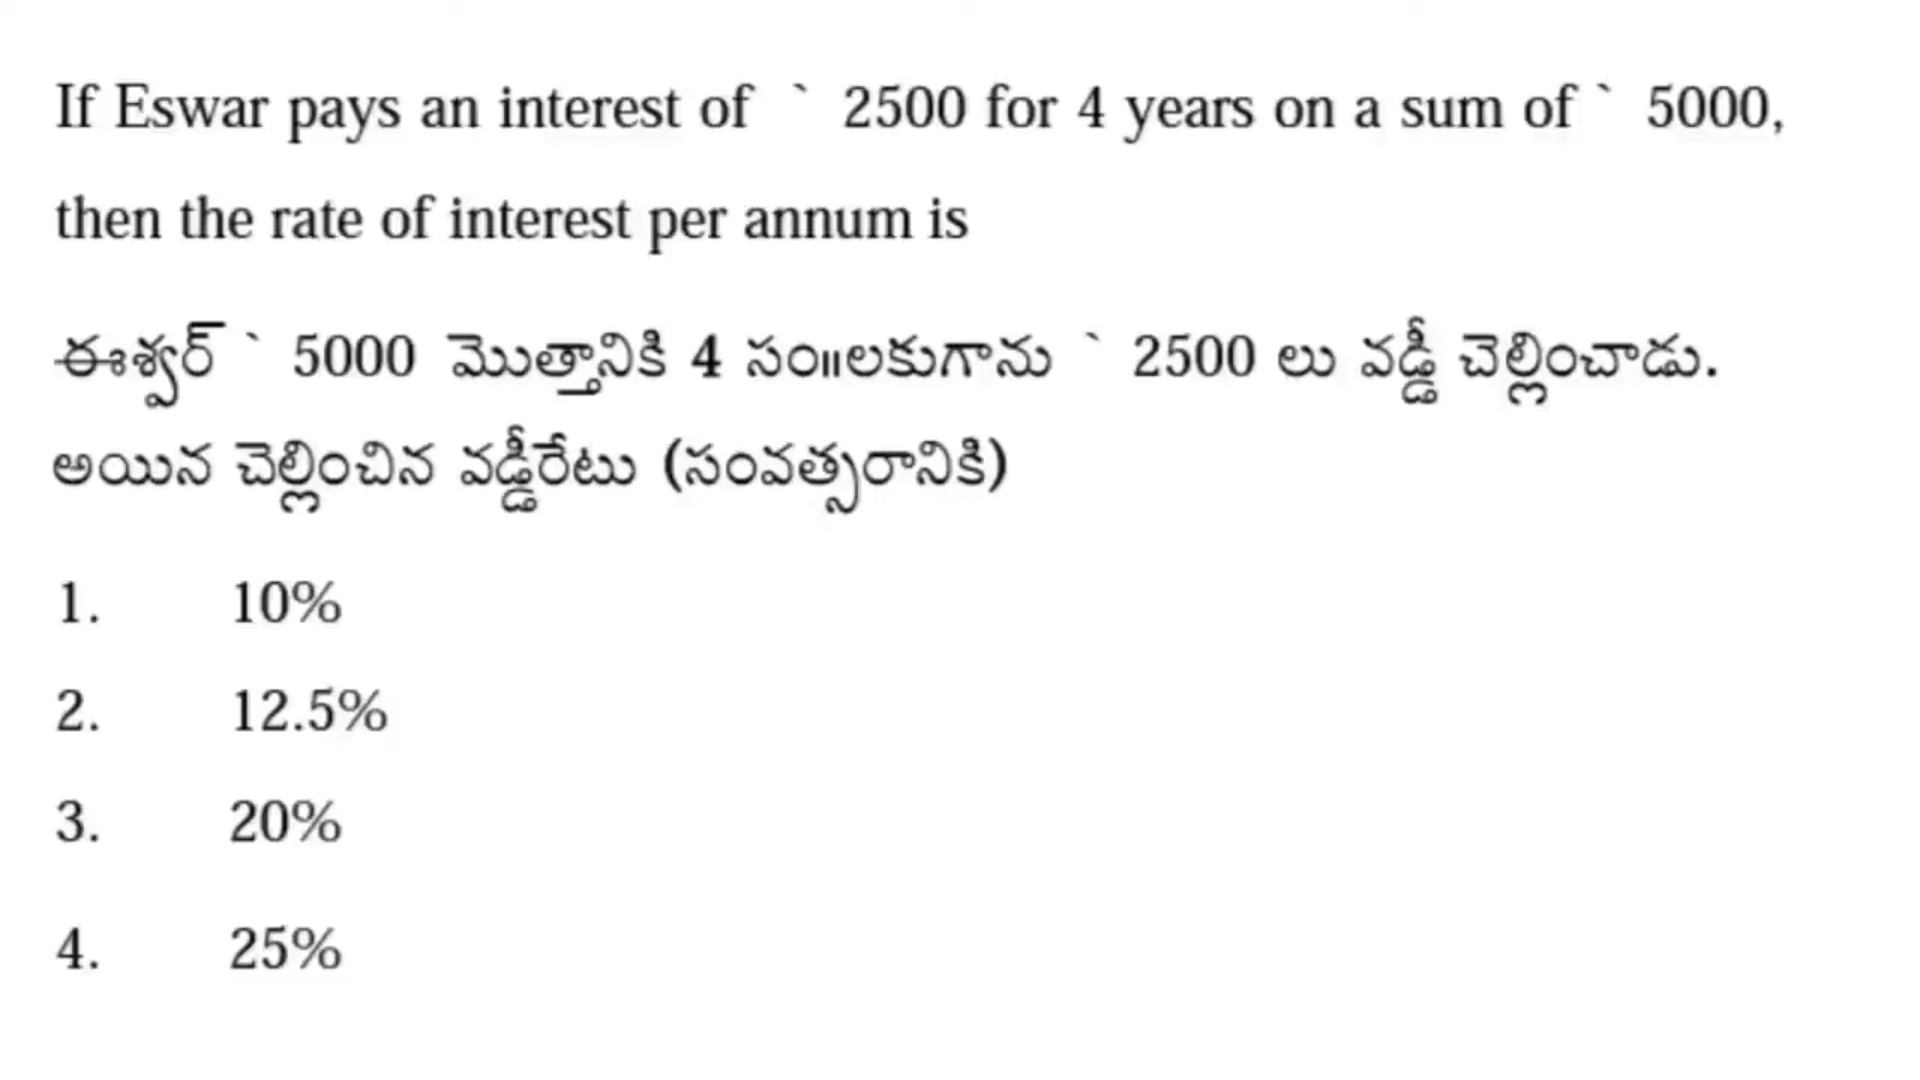 If Eswar pays an interest of ` 2500 for 4 years on a sum of ` 5000,
then the rate of interest per annum is
ఈశ్వర్ ` 5000 మొత్తానికి 4 సం॥లకుగాను ` 2500 లు వడ్డీ చెల్లించాడు.
అయిన చెల్లించిన వడ్డీరేటు (సంవత్సరానికి)
1. 10%
2. 12.5%
3. 20%
4. 25%